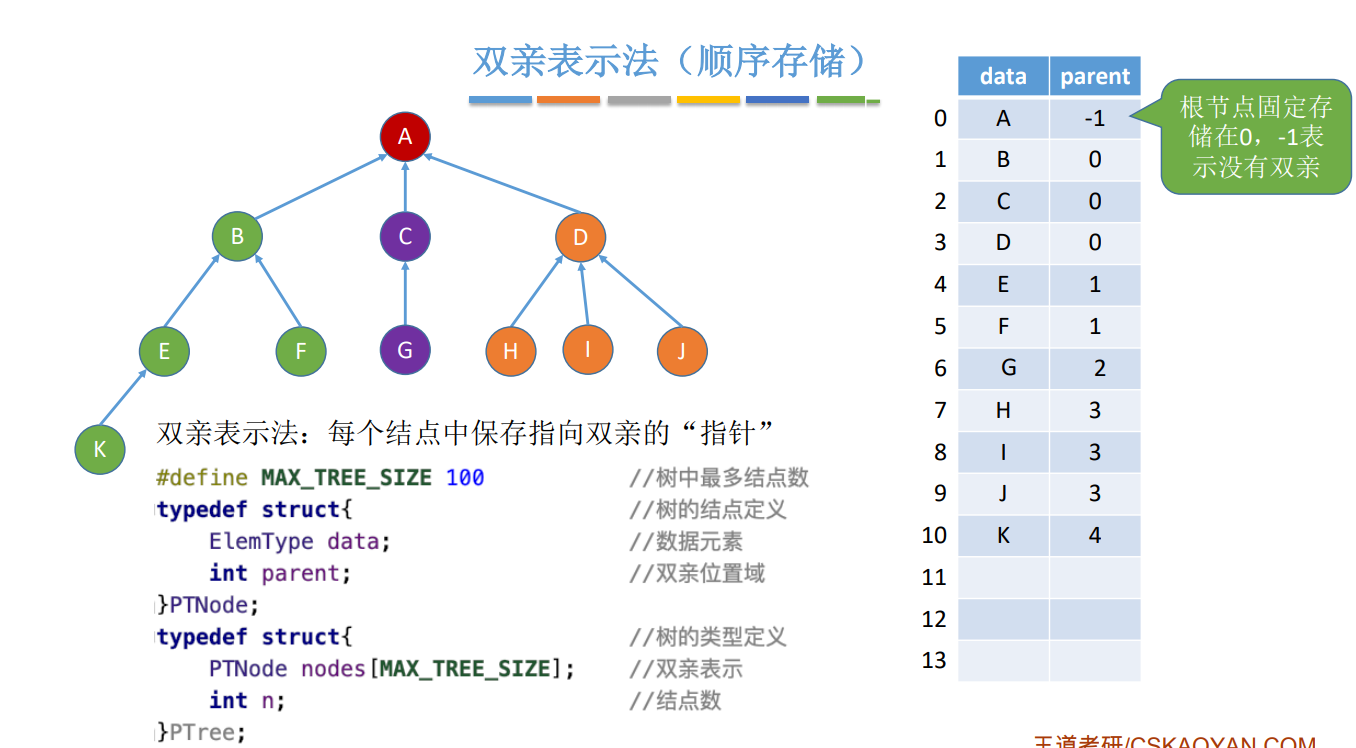 双亲表示法（顺序存储）
A
B
C
D
E
F
G
H
I
J
K
双亲表示法：每个结点中保存指向双亲的“指针”
#define MAX_TREE_SIZE 100 //树中最多结点数
typedef struct{ //树的结点定义
ElemType data; //数据元素
int parent; //双亲位置域
}PTNode;
typedef struct{ //树的类型定义
PTNode nodes[MAX_TREE_SIZE]; //双亲表示
int n; //结点数
}PTree;
data parent
0 A -1
1 B 0
2 C 0
3 D 0
4 E 1
5 F 1
6 G 2
7 H 3
8 I 3
9 J 3
10 K 4
11
12
13
根节点固定存
储在0，-1表
示没有双亲
王道考研/CSKAOYAN.COM